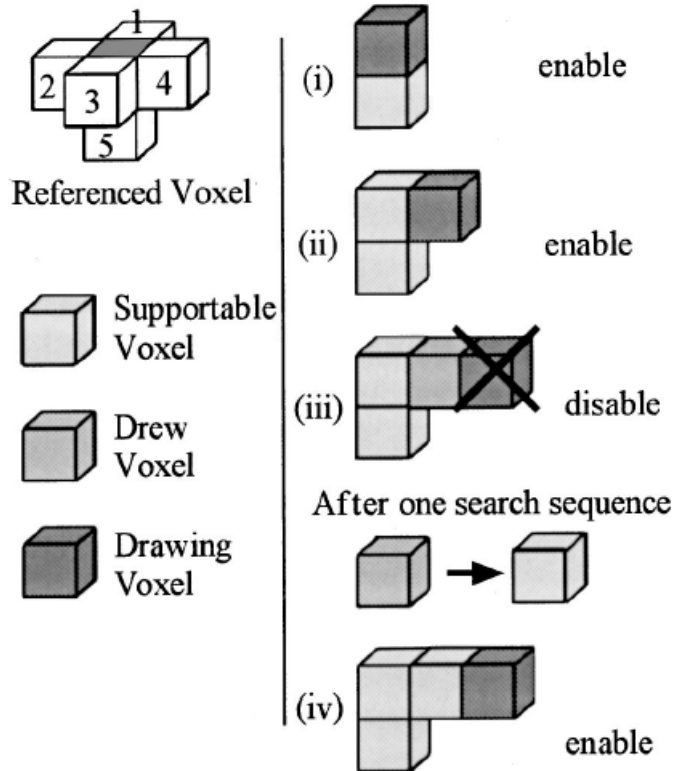 1
2
3
4
5
Referenced Voxel
Supportable
Voxel
Drew
Voxel
Drawing
Voxel
(i)
enable
(ii)
enable
(iii)
disable
After one search sequence
(iv)
enable